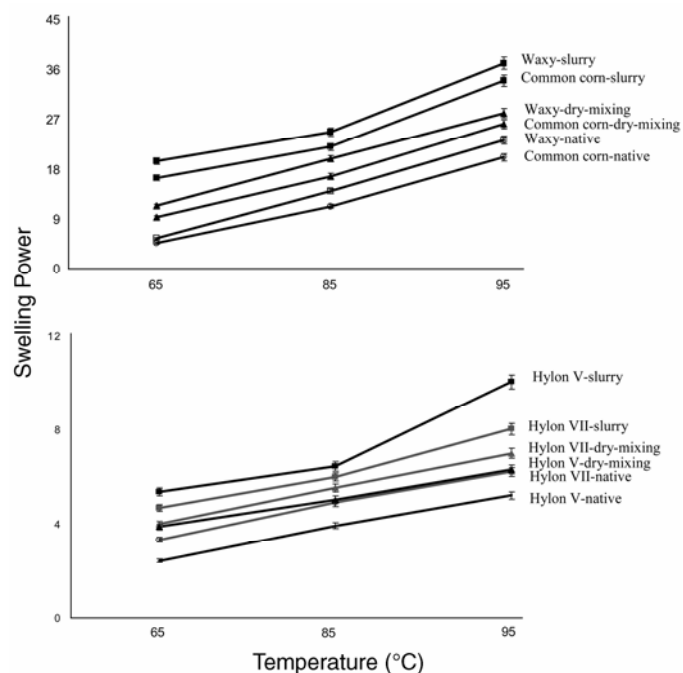 Swelling Power
45
36
27
18
9
0
65
85
95
Waxy-slurry
Common corn-slurry
Waxy-dry-mixing
Common corn-dry-mixing
Waxy-native
Common corn-native
12
8
4
0
65
85
95
Hylon V-slurry
Hylon VII-slurry
Hylon VII-dry-mixing
Hylon V-dry-mixing
Hylon VII-native
Hylon V-native
Temperature (°C)